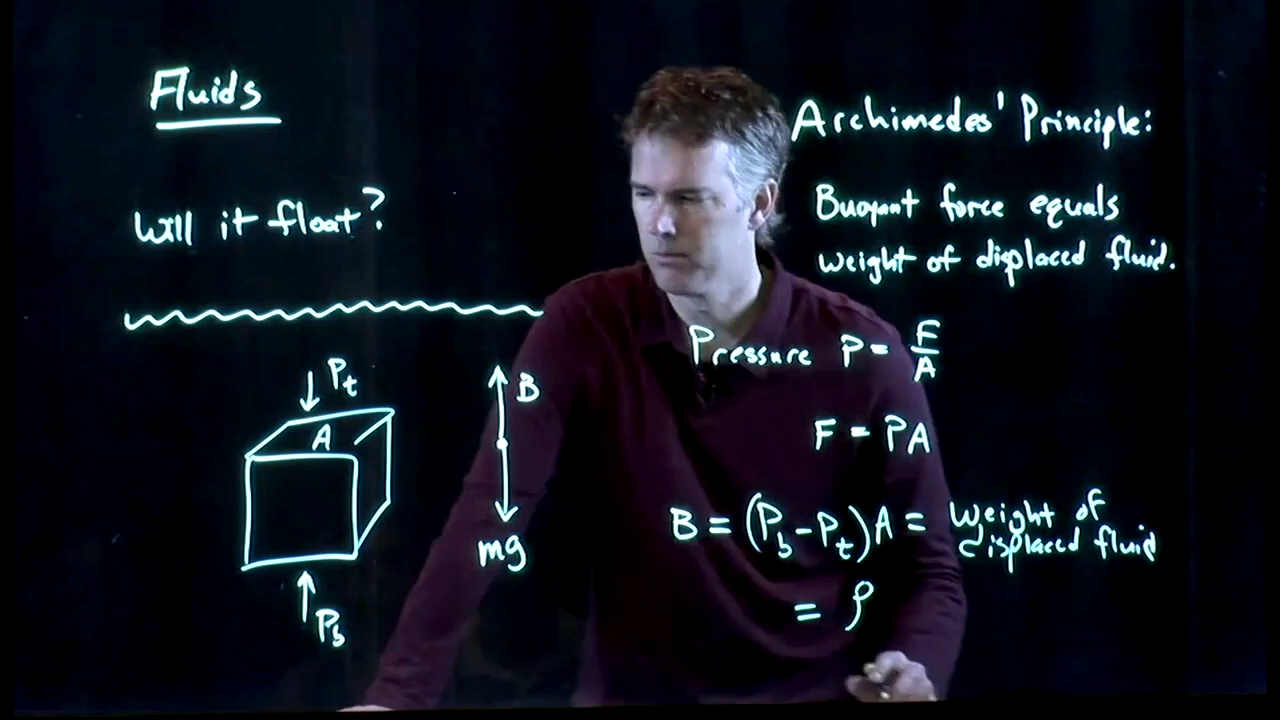 Fluids
Will it float?
P_t
A
B
mg
P_b
Archimedes' Principle:
Buoyant force equals
weight of displaced fluid.
Pressure P = F/A
F = PA
B = (P_b - P_t)A = weight of displaced fluid
= ρ